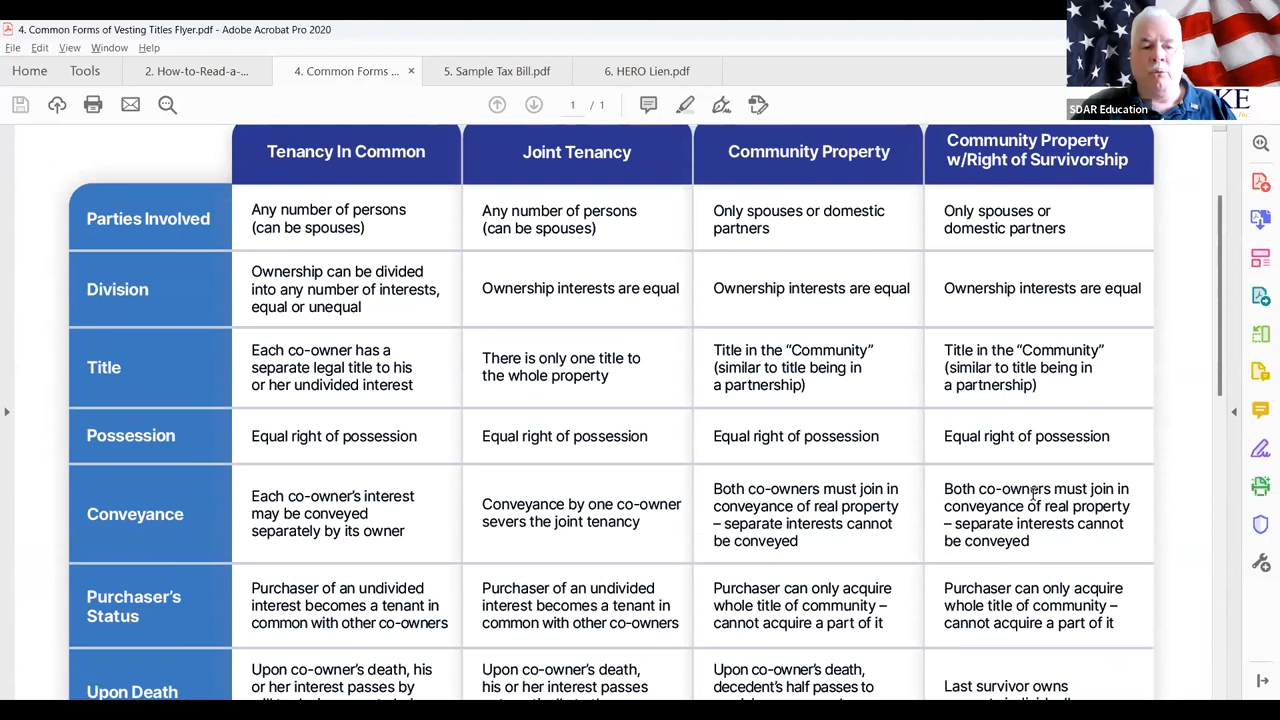 4. Common Forms of Vesting Titles Flyer.pdf - Adobe Acrobat Pro 2020
File Edit View Window Help
Home Tools 2. How-to-Read-a-... 4. Common Forms ... × 5. Sample Tax Bill.pdf 6. HERO Lien.pdf
1 / 1
SDAR Education
KE
Inc
Tenancy In Common
Joint Tenancy
Community Property
Community Property
w/Right of Survivorship
Parties Involved
Any number of persons
(can be spouses)
Any number of persons
(can be spouses)
Only spouses or domestic
partners
Only spouses or
domestic partners
Division
Ownership can be divided
into any number of interests,
equal or unequal
Ownership interests are equal
Ownership interests are equal
Ownership interests are equal
Title
Each co-owner has a
separate legal title to his
or her undivided interest
There is only one title to
the whole property
Title in the “Community”
(similar to title being in
a partnership)
Title in the “Community”
(similar to title being in
a partnership)
Possession
Equal right of possession
Equal right of possession
Equal right of possession
Equal right of possession
Conveyance
Each co-owner’s interest
may be conveyed
separately by its owner
Conveyance by one co-owner
severs the joint tenancy
Both co-owners must join in
conveyance of real property
– separate interests cannot
be conveyed
Both co-owners must join in
conveyance of real property
– separate interests cannot
be conveyed
Purchaser’s
Status
Purchaser of an undivided
interest becomes a tenant in
common with other co-owners
Purchaser of an undivided
interest becomes a tenant in
common with other co-owners
Purchaser can only acquire
whole title of community –
cannot acquire a part of it
Purchaser can only acquire
whole title of community –
cannot acquire a part of it
Upon Death
Upon co-owner’s death, his
or her interest passes by
Upon co-owner’s death,
his or her interest passes
Upon co-owner’s death,
decedent’s half passes to
Last survivor owns